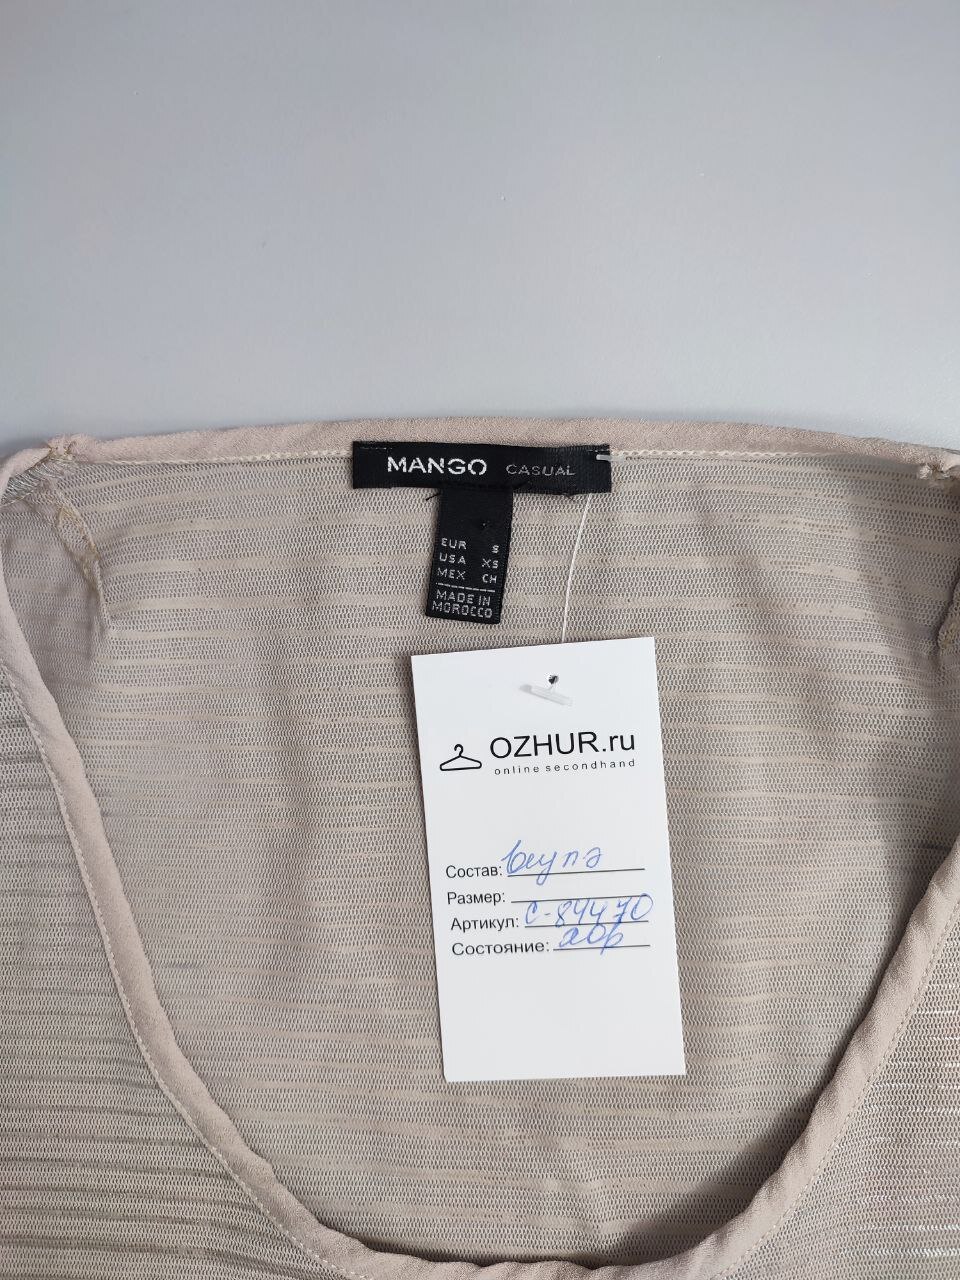 MANGO CASUAL
EUR S
USA XS
MEX CH
MADE IN
MOROCCO
OZHUR.ru
online secondhand
Состав:
Размер:
Артикул: С-84470
Состояние: хор